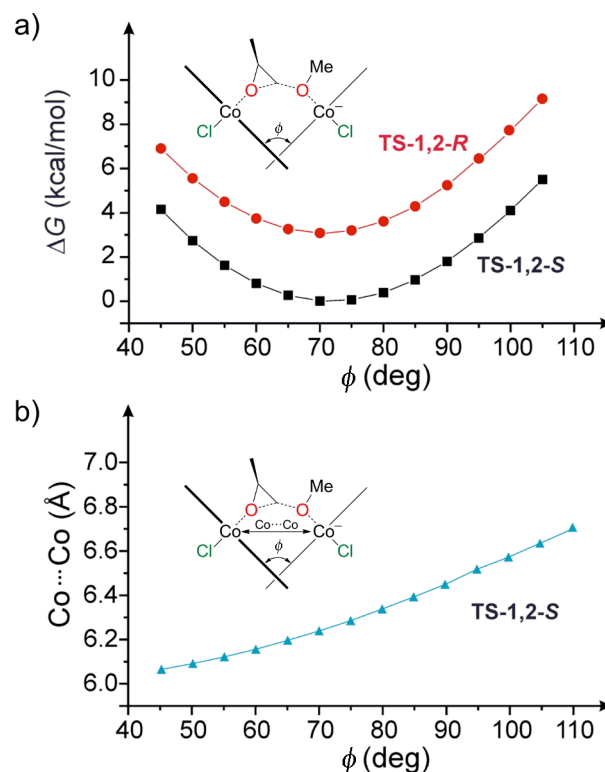 a)
ΔG (kcal/mol)
10
8
6
4
2
0
Me
O O
Co Co⁻
Cl ϕ Cl
TS-1,2-R
TS-1,2-S
40 50 60 70 80 90 100 110
ϕ (deg)
b)
Co···Co (Å)
7.0
6.8
6.6
6.4
6.2
6.0
Me
O O
Co Co···Co Co⁻
Cl ϕ Cl
TS-1,2-S
40 50 60 70 80 90 100 110
ϕ (deg)